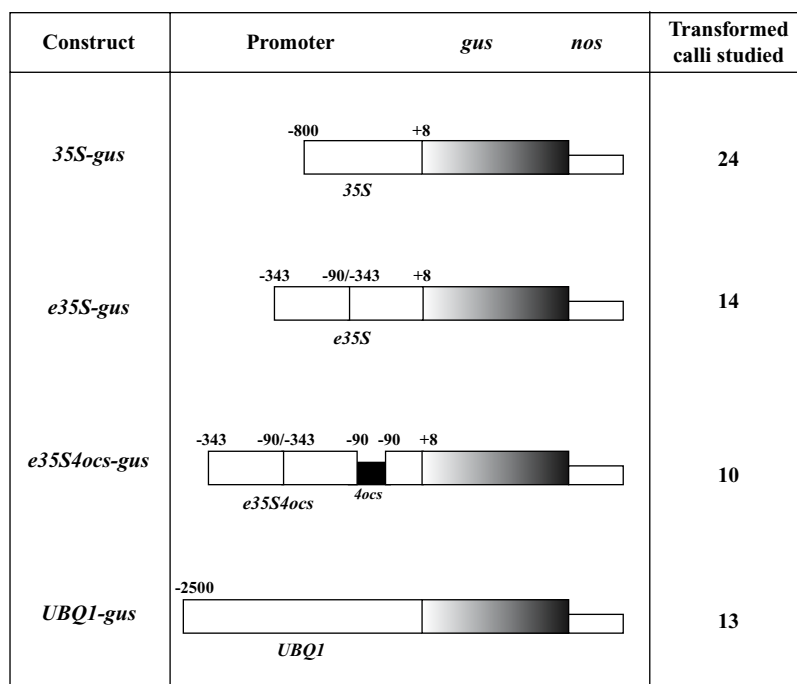 Construct Promoter gus nos Transformed calli studied
-800 +8
35S-gus 24
35S
-343 -90/-343 +8
e35S-gus 14
e35S
-343 -90/-343 -90 -90 +8
e35S4ocs-gus 10
4ocs
e35S4ocs
-2500
UBQ1-gus 13
UBQ1